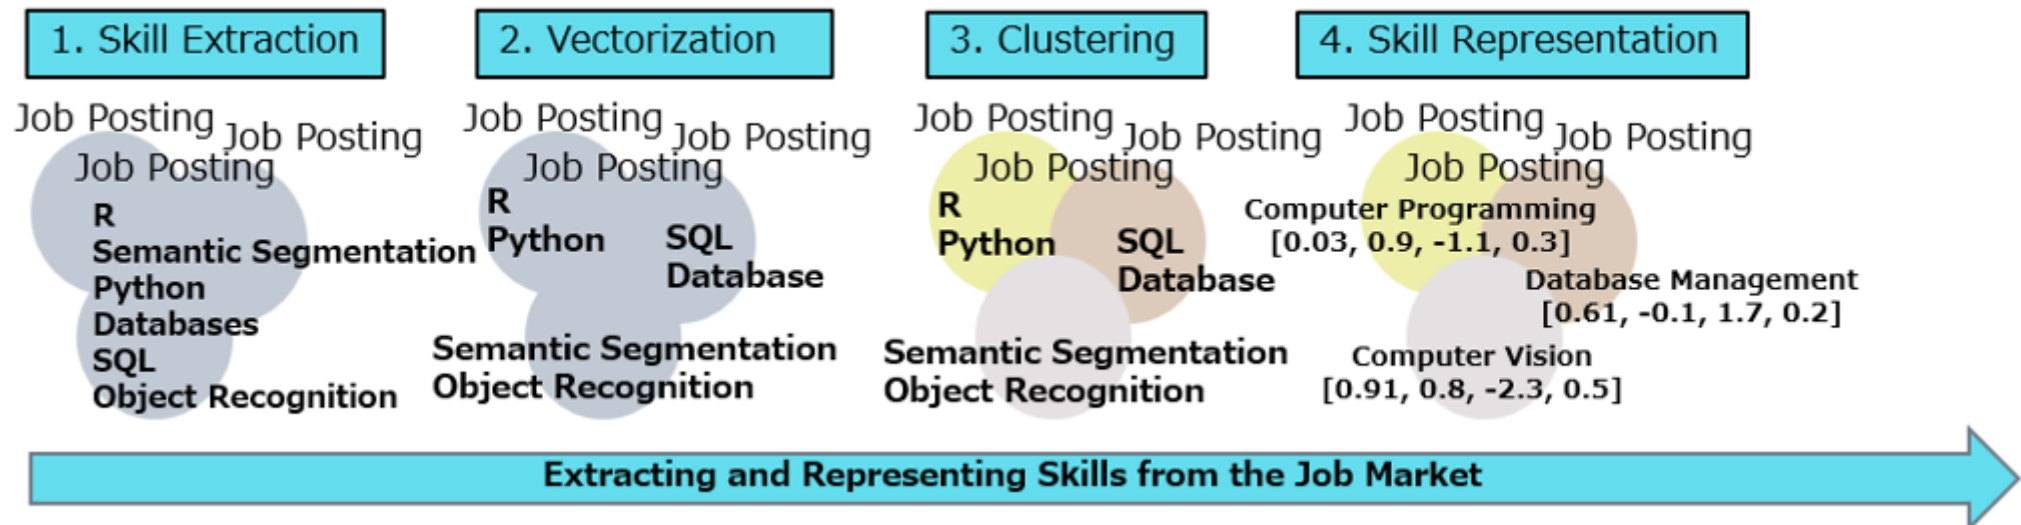 1. Skill Extraction
Job Posting
Job Posting
Job Posting
R
Semantic Segmentation
Python
Databases
SQL
Object Recognition
2. Vectorization
Job Posting
Job Posting
Job Posting
R
Python
SQL
Database
Semantic Segmentation
Object Recognition
3. Clustering
Job Posting
Job Posting
Job Posting
R
Python
SQL
Database
Semantic Segmentation
Object Recognition
4. Skill Representation
Job Posting
Job Posting
Job Posting
Computer Programming
[0.03, 0.9, -1.1, 0.3]
Database Management
[0.61, -0.1, 1.7, 0.2]
Computer Vision
[0.91, 0.8, -2.3, 0.5]
Extracting and Representing Skills from the Job Market